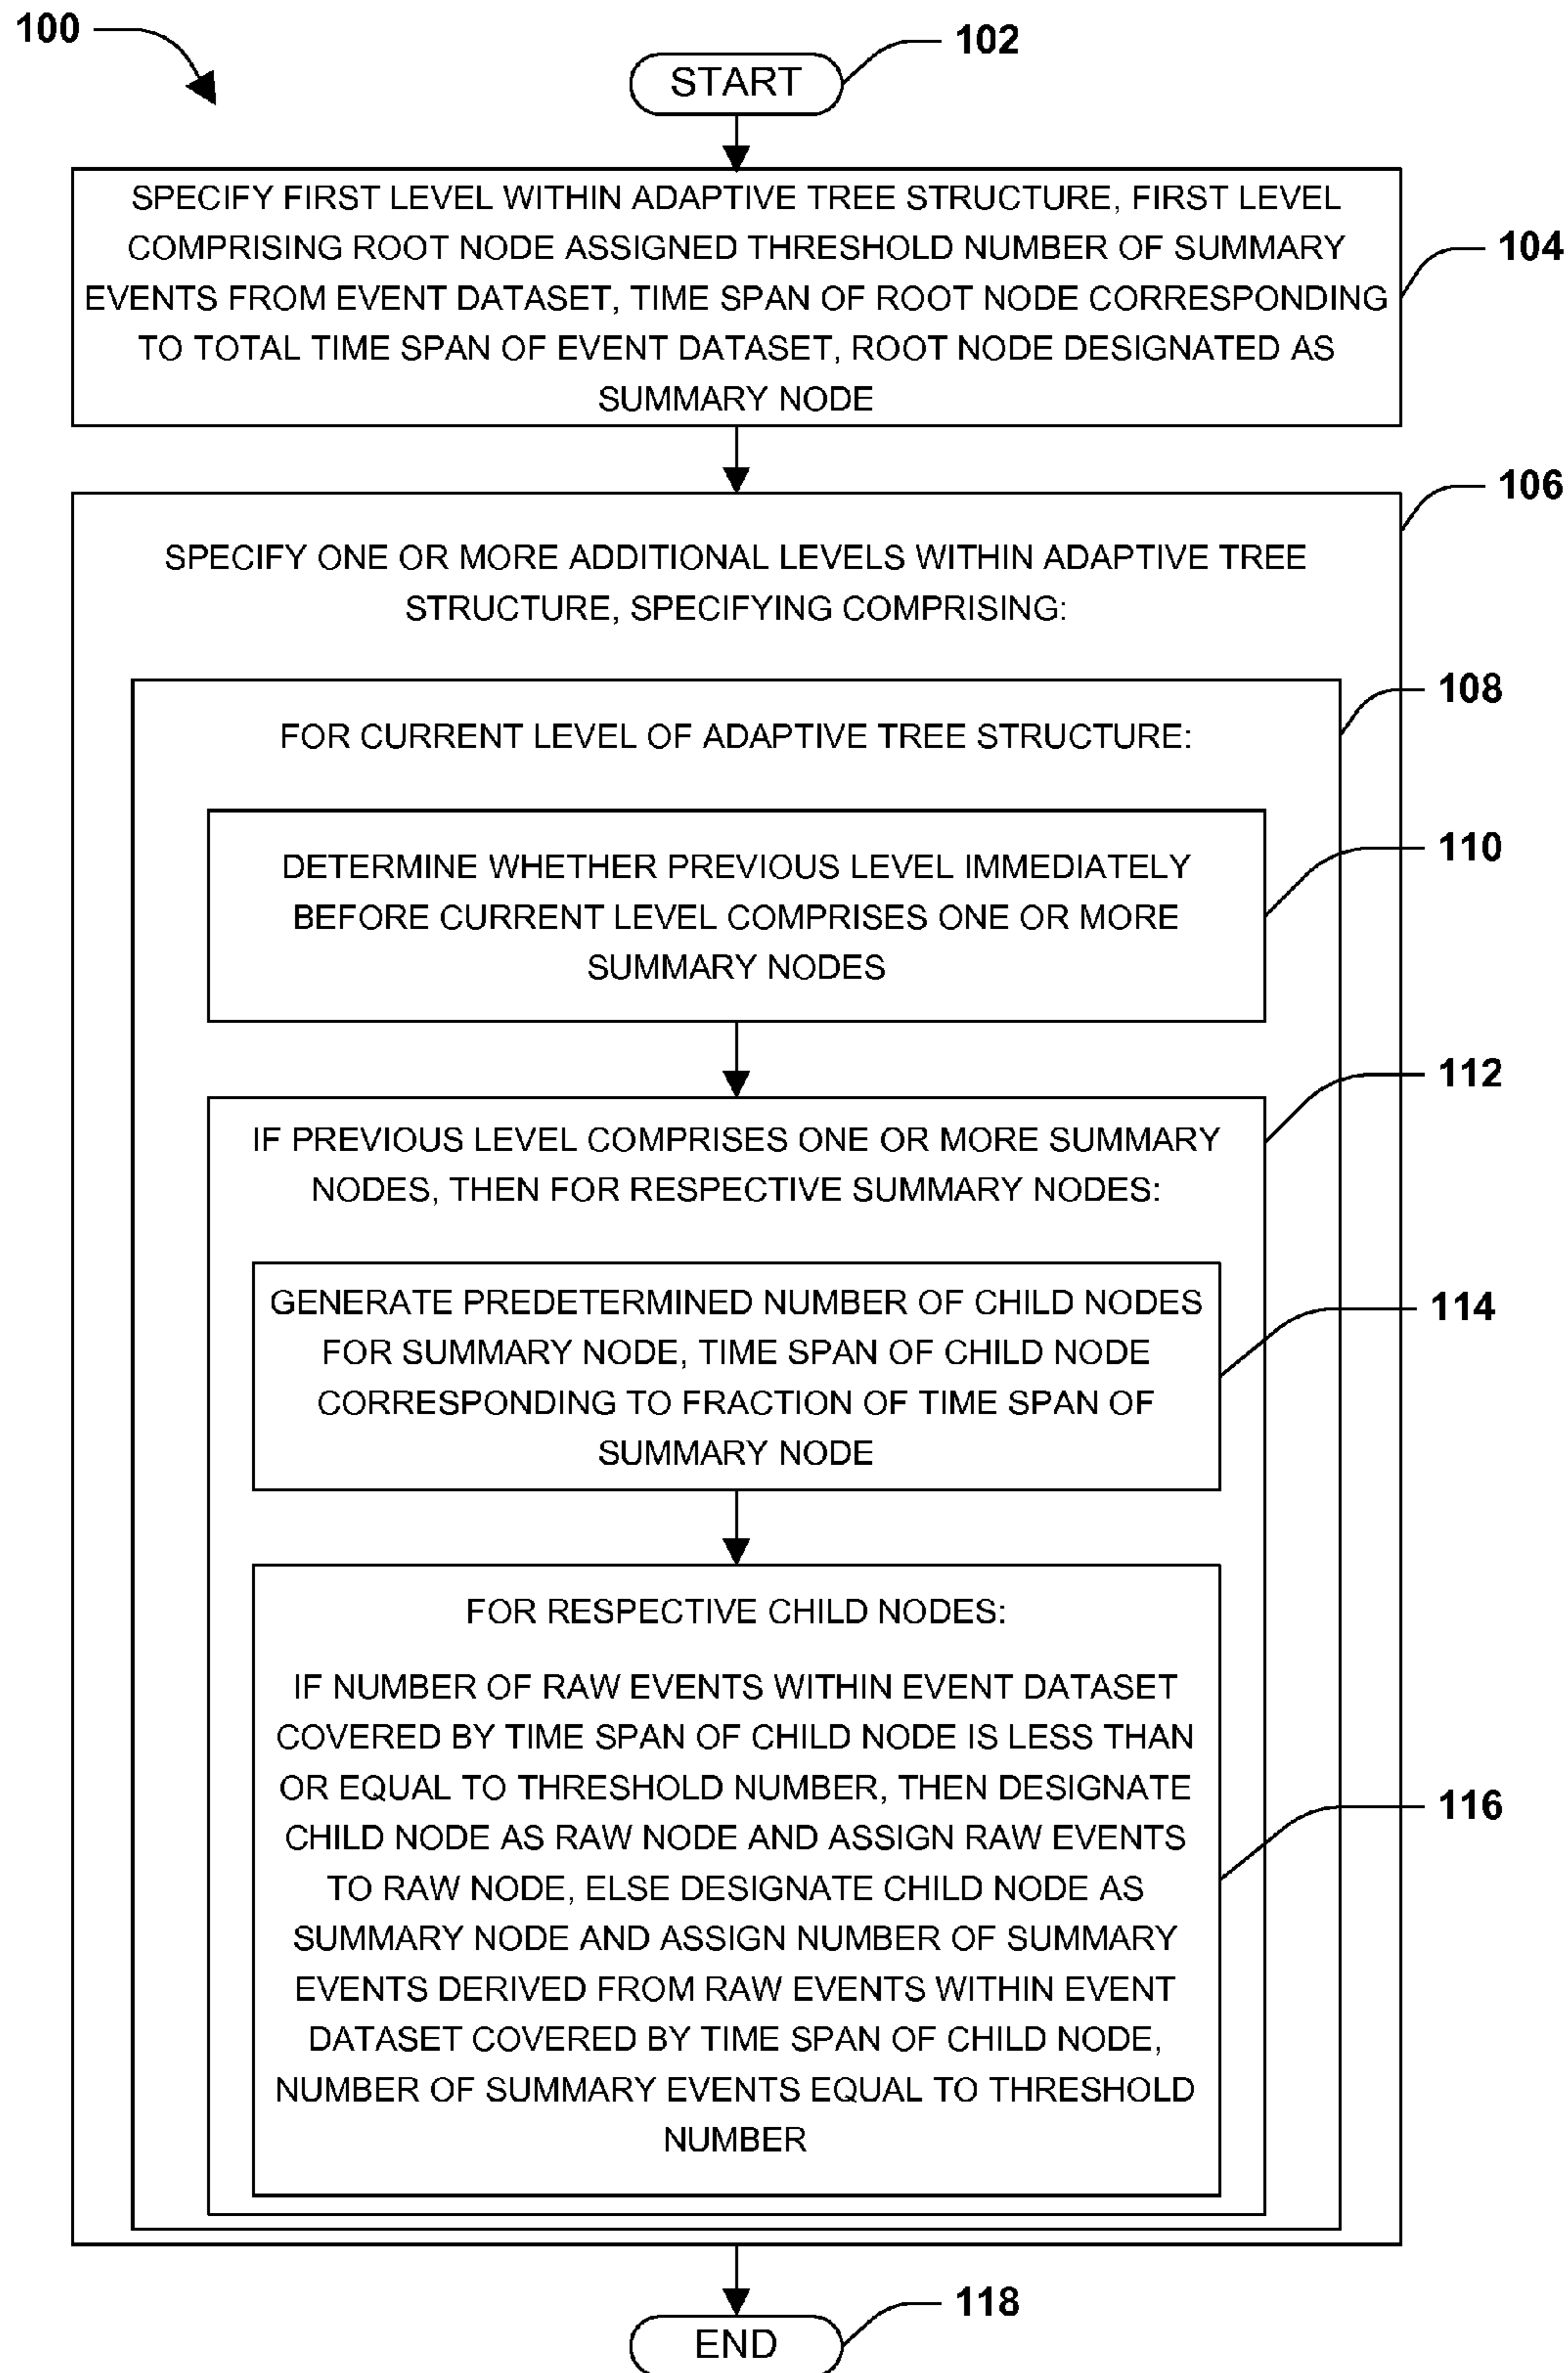 100
START
102
SPECIFY FIRST LEVEL WITHIN ADAPTIVE TREE STRUCTURE, FIRST LEVEL
COMPRISING ROOT NODE ASSIGNED THRESHOLD NUMBER OF SUMMARY
EVENTS FROM EVENT DATASET, TIME SPAN OF ROOT NODE CORRESPONDING
TO TOTAL TIME SPAN OF EVENT DATASET, ROOT NODE DESIGNATED AS
SUMMARY NODE
104
106
SPECIFY ONE OR MORE ADDITIONAL LEVELS WITHIN ADAPTIVE TREE
STRUCTURE, SPECIFYING COMPRISING:
108
FOR CURRENT LEVEL OF ADAPTIVE TREE STRUCTURE:
110
DETERMINE WHETHER PREVIOUS LEVEL IMMEDIATELY
BEFORE CURRENT LEVEL COMPRISES ONE OR MORE
SUMMARY NODES
112
IF PREVIOUS LEVEL COMPRISES ONE OR MORE SUMMARY
NODES, THEN FOR RESPECTIVE SUMMARY NODES:
114
GENERATE PREDETERMINED NUMBER OF CHILD NODES
FOR SUMMARY NODE, TIME SPAN OF CHILD NODE
CORRESPONDING TO FRACTION OF TIME SPAN OF
SUMMARY NODE
FOR RESPECTIVE CHILD NODES:
IF NUMBER OF RAW EVENTS WITHIN EVENT DATASET
COVERED BY TIME SPAN OF CHILD NODE IS LESS THAN
OR EQUAL TO THRESHOLD NUMBER, THEN DESIGNATE
CHILD NODE AS RAW NODE AND ASSIGN RAW EVENTS
TO RAW NODE, ELSE DESIGNATE CHILD NODE AS
SUMMARY NODE AND ASSIGN NUMBER OF SUMMARY
EVENTS DERIVED FROM RAW EVENTS WITHIN EVENT
DATASET COVERED BY TIME SPAN OF CHILD NODE,
NUMBER OF SUMMARY EVENTS EQUAL TO THRESHOLD
NUMBER
116
118
END